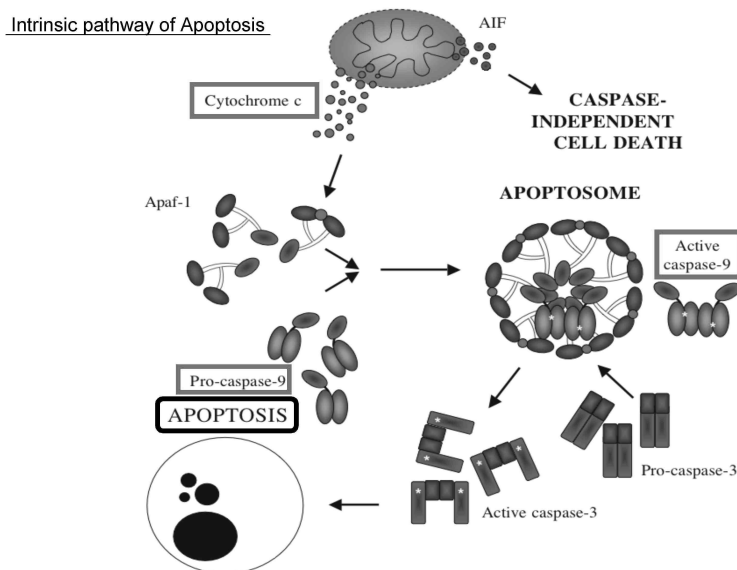 Intrinsic pathway of Apoptosis
AIF
Cytochrome c
CASPASE-
INDEPENDENT
CELL DEATH
Apaf-1
APOPTOSOME
Active
caspase-9
Pro-caspase-9
APOPTOSIS
Pro-caspase-3
Active caspase-3